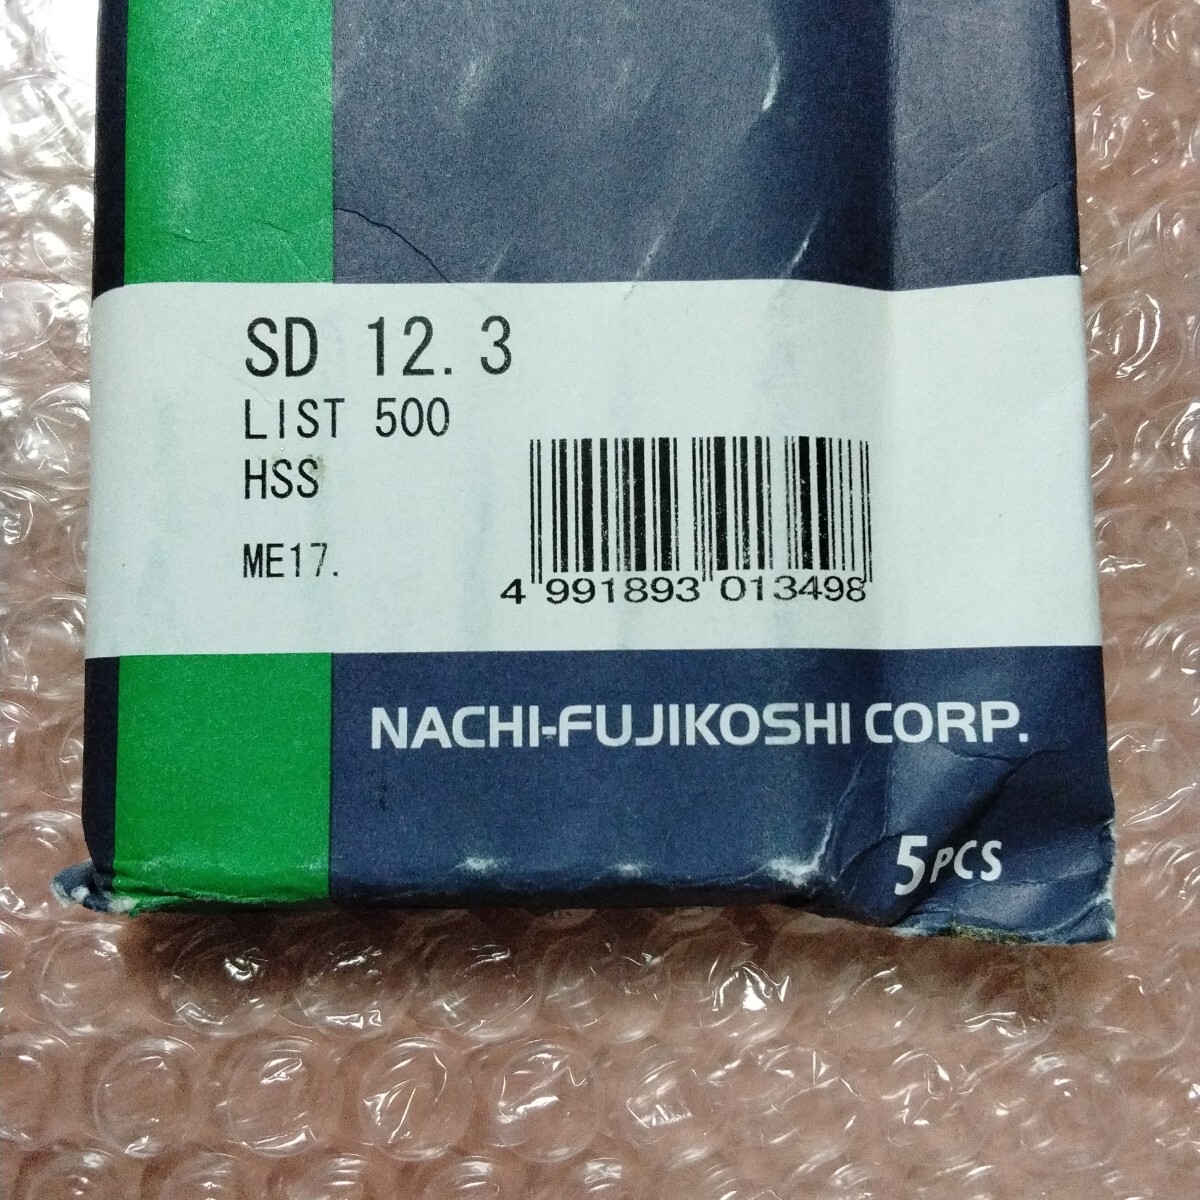 SD 12.3
LIST 500
HSS
ME17.
4 991893 013498
NACHI-FUJIKOSHI CORP.
5PCS